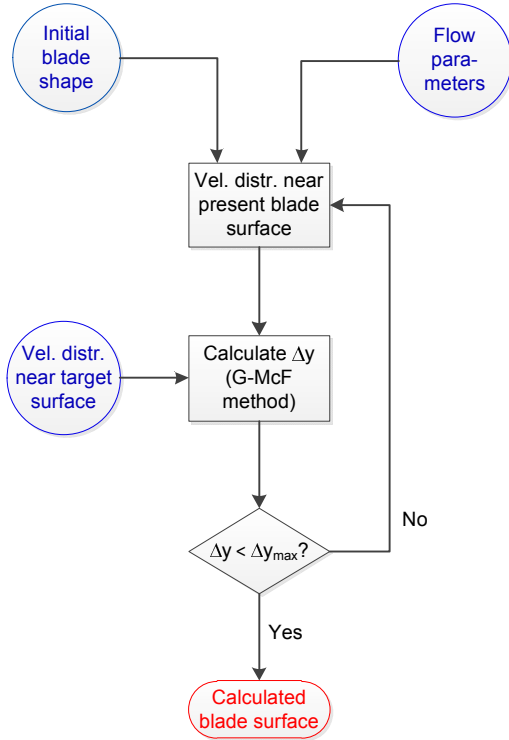 Initial
blade
shape
Flow
para-
meters
Vel. distr. near
present blade
surface
Vel. distr.
near target
surface
Calculate Δy
(G-McF
method)
Δy < Δymax?
No
Yes
Calculated
blade surface